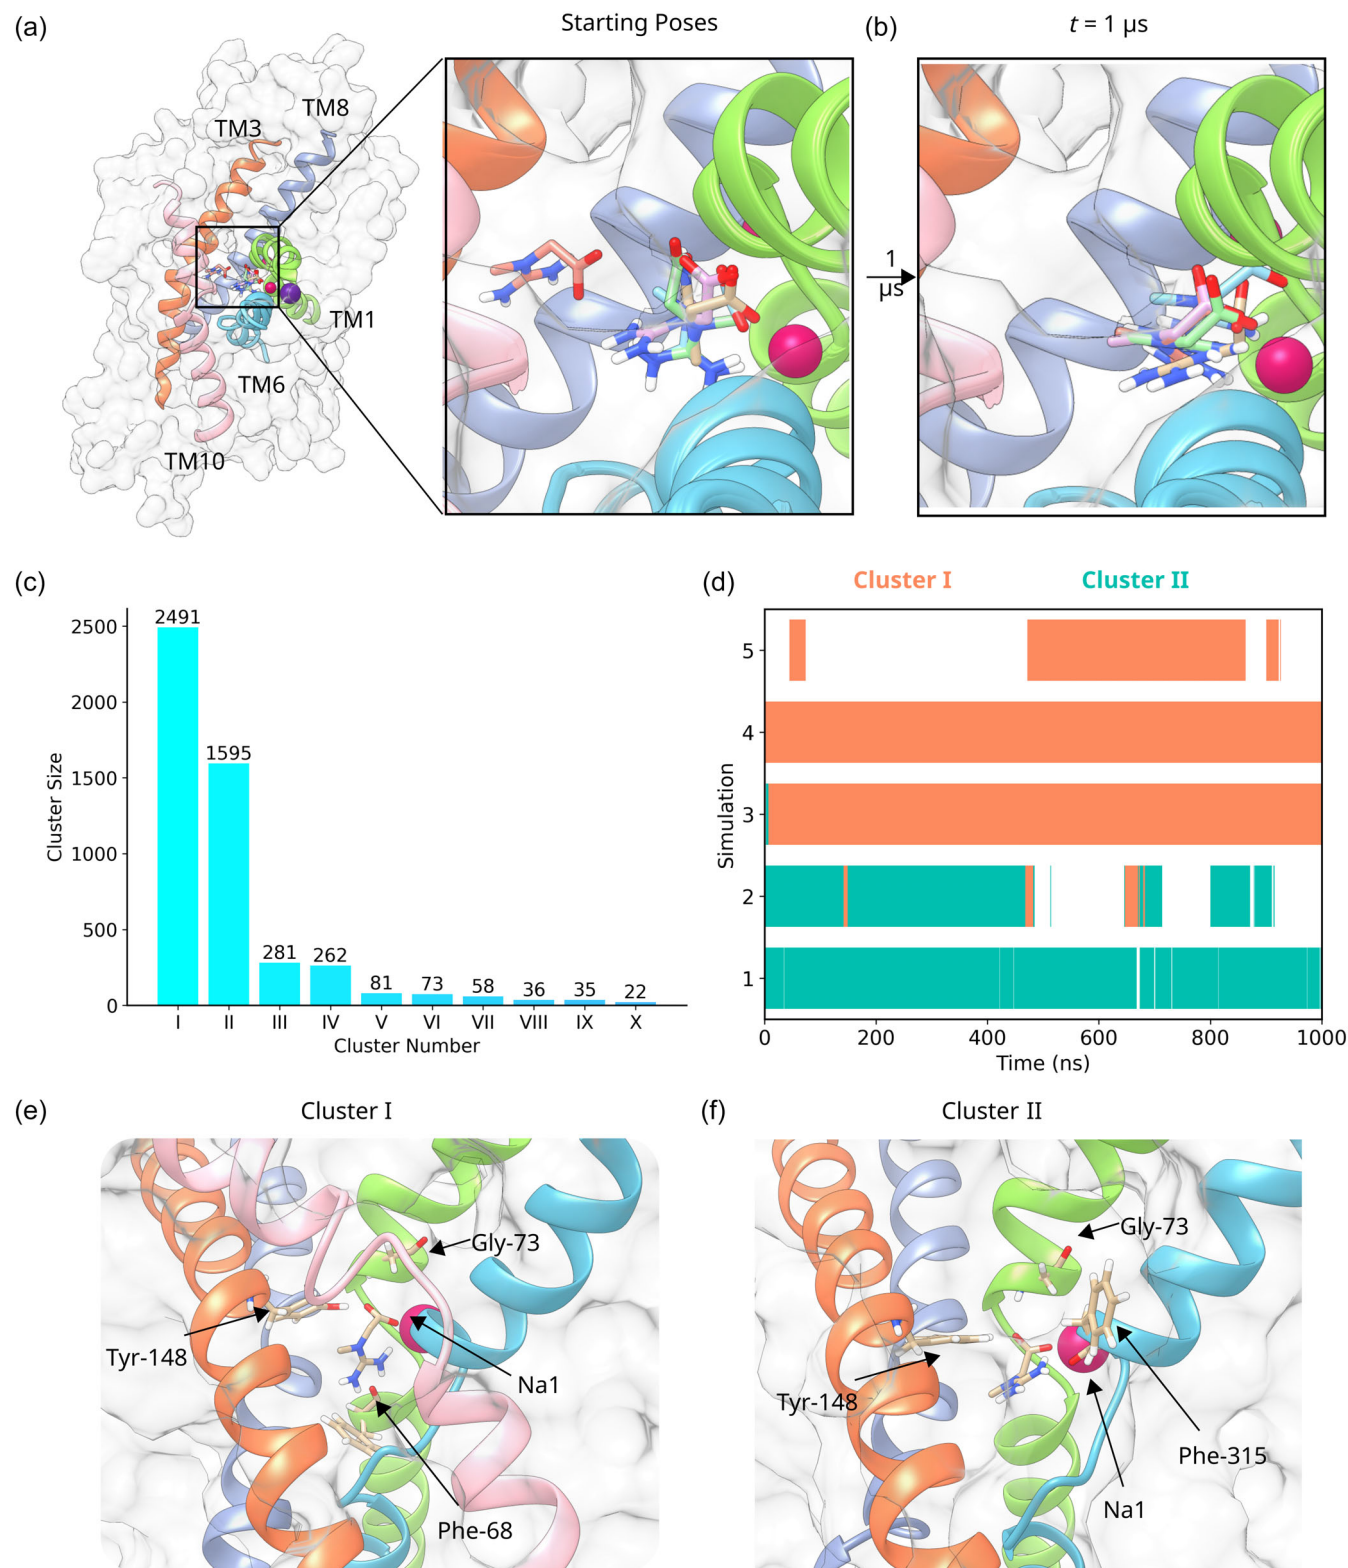 (a)
Starting Poses
(b)
t = 1 µs
TM8
TM3
TM1
TM6
TM10
1
µs
(c)
2491
1595
281
262
81
73
58
36
35
22
2500
2000
1500
1000
500
0
Cluster Size
I II III IV V VI VII VIII IX X
Cluster Number
(d)
Cluster I Cluster II
5
4
3
2
1
Simulation
0 200 400 600 800 1000
Time (ns)
(e)
Cluster I
Gly-73
Tyr-148
Na1
Phe-68
(f)
Cluster II
Gly-73
Tyr-148
Phe-315
Na1